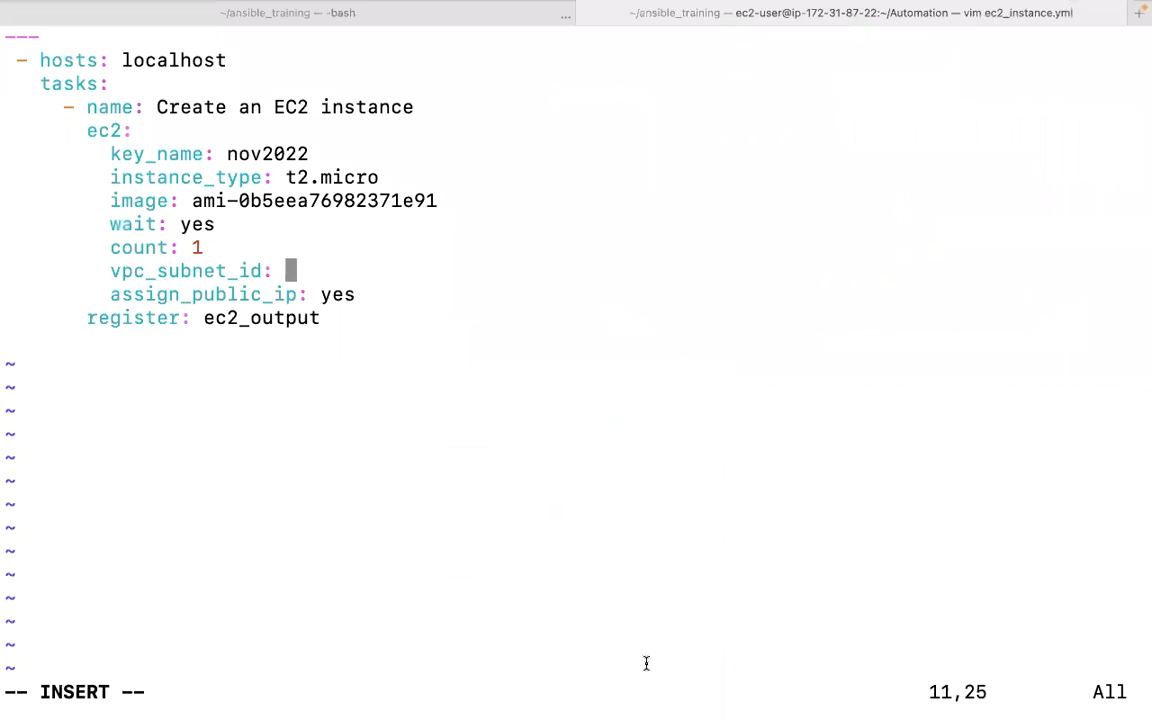 ~/ansible_training — -bash
...
~/ansible_training — ec2-user@ip-172-31-87-22:~/Automation — vim ec2_instance.yml
+
---
- hosts: localhost
tasks:
- name: Create an EC2 instance
ec2:
key_name: nov2022
instance_type: t2.micro
image: ami-0b5eea76982371e91
wait: yes
count: 1
vpc_subnet_id:
assign_public_ip: yes
register: ec2_output
~
~
~
~
~
~
~
~
~
~
~
~
~
~
-- INSERT -- 11,25 All